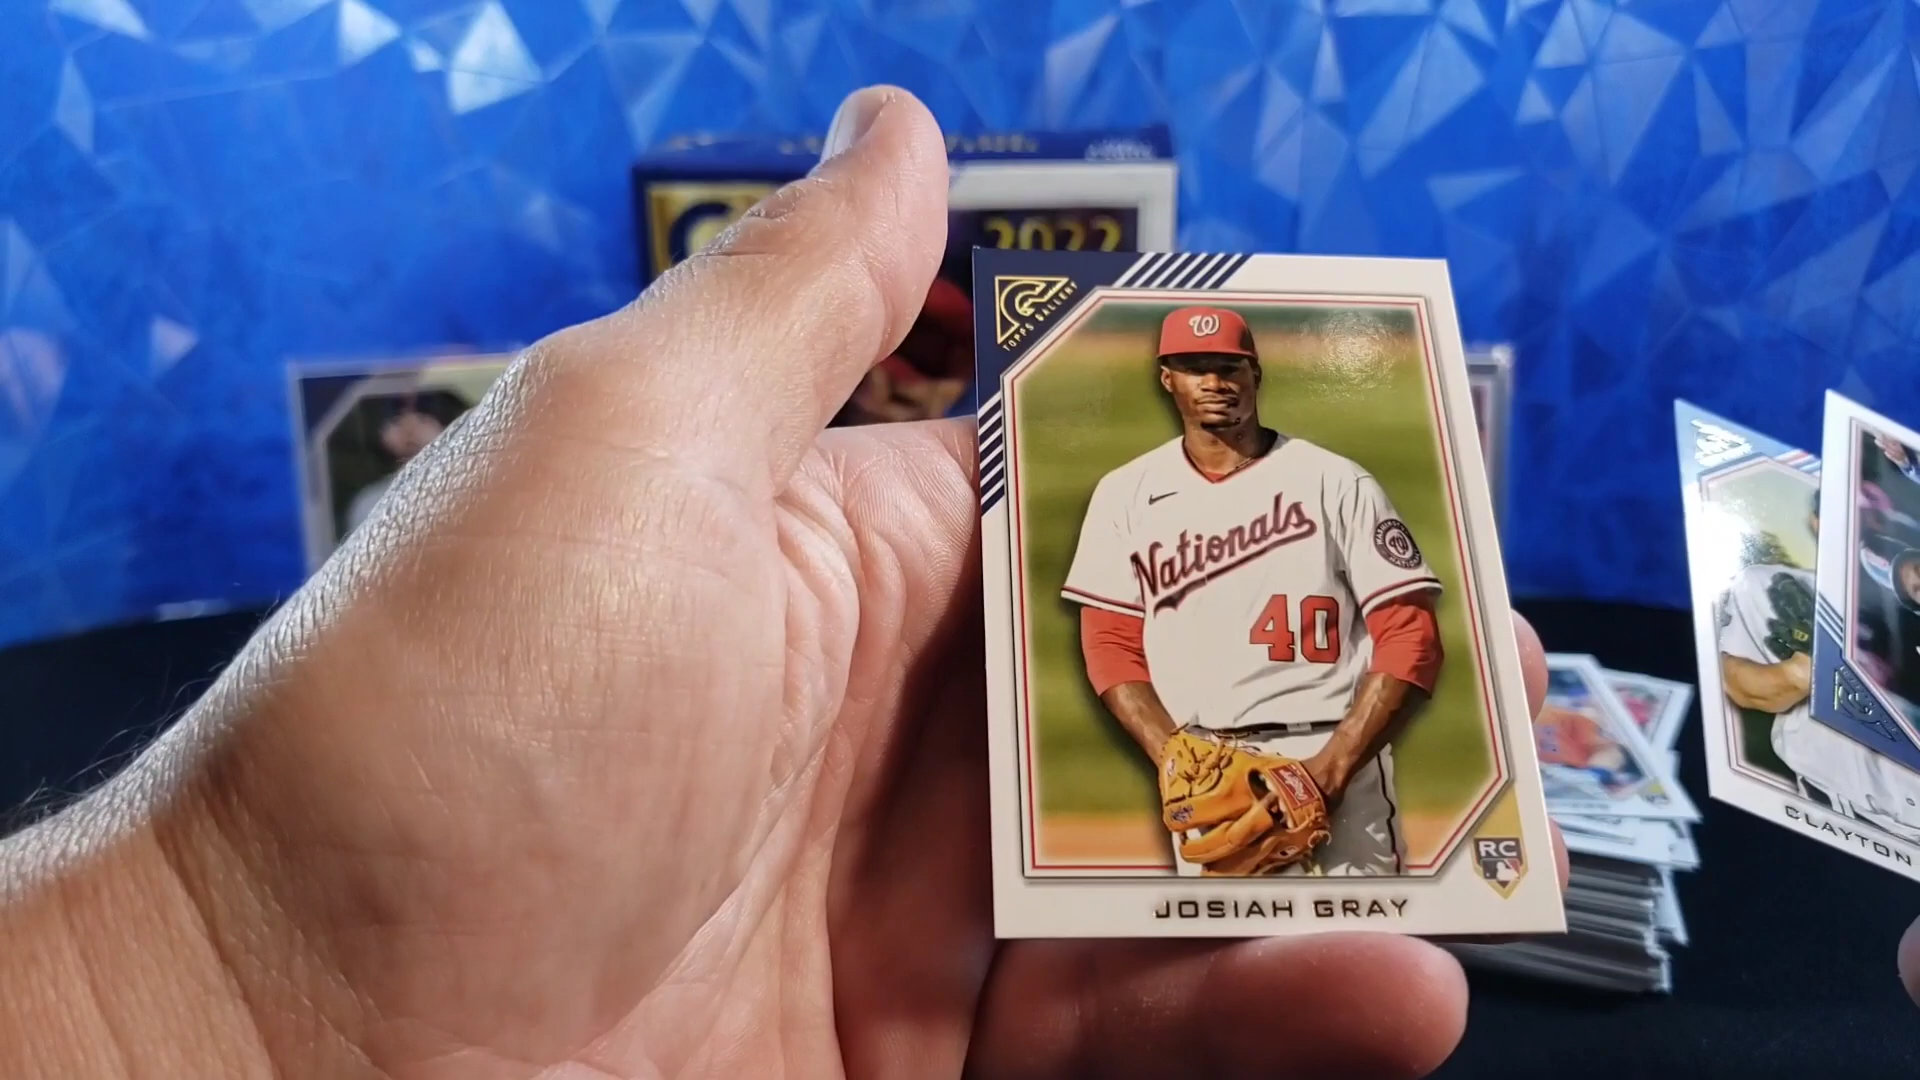 2022
TOPPS GALLERY
W
Nationals
40
RC
JOSIAH GRAY
CLAYTON